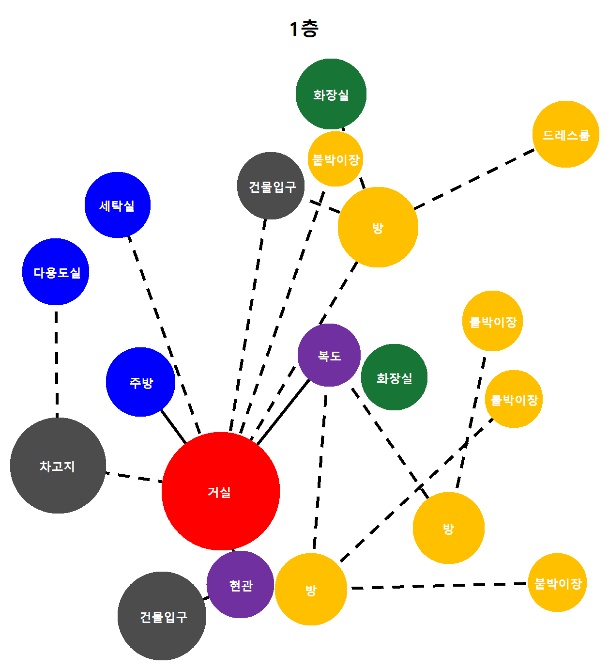 1층
화장실
드레스룸
붙박이장
건물입구
세탁실
방
다용도실
붙박이장
복도
화장실
주방
붙박이장
차고지
거실
방
현관
방
붙박이장
건물입구